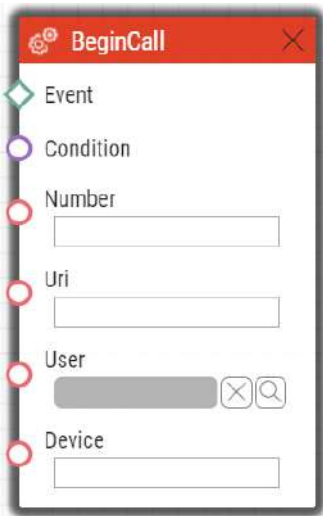 BeginCall
Event
Condition
Number
Uri
User
Device